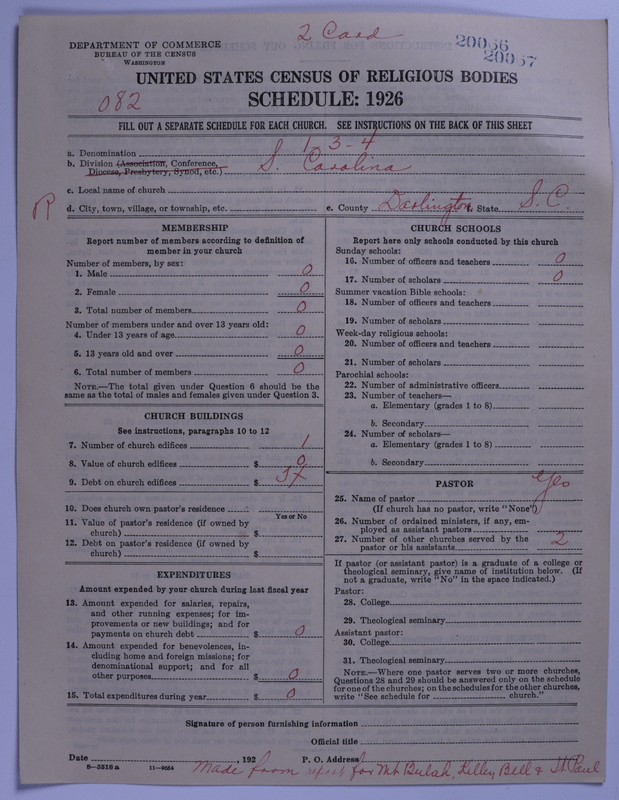 2 Card
DEPARTMENT OF COMMERCE
BUREAU OF THE CENSUS
WASHINGTON
20056
20057
UNITED STATES CENSUS OF RELIGIOUS BODIES
SCHEDULE: 1926
082
FILL OUT A SEPARATE SCHEDULE FOR EACH CHURCH. SEE INSTRUCTIONS ON THE BACK OF THIS SHEET
a. Denomination 1-3-4
b. Division (Association, Conference, Diocese, Presbytery, Synod, etc.) S. Carolina
c. Local name of church
R
d. City, town, village, or township, etc. e. County Darlington f. State S.C.
MEMBERSHIP
Report number of members according to definition of
member in your church
Number of members, by sex:
1. Male 0
2. Female 0
3. Total number of members 0
Number of members under and over 13 years old:
4. Under 13 years of age 0
5. 13 years old and over 0
6. Total number of members 0
NOTE.—The total given under Question 6 should be the
same as the total of males and females given under Question 3.
CHURCH BUILDINGS
See instructions, paragraphs 10 to 12
7. Number of church edifices 1
8. Value of church edifices $ 0
9. Debt on church edifices $
10. Does church own pastor's residence
Yes or No
11. Value of pastor's residence (if owned by
church) $
12. Debt on pastor's residence (if owned by
church) $
EXPENDITURES
Amount expended by your church during last fiscal year
13. Amount expended for salaries, repairs,
and other running expenses; for im-
provements or new buildings; and for
payments on church debt $ 0
14. Amount expended for benevolences, in-
cluding home and foreign missions; for
denominational support; and for all
other purposes $ 0
15. Total expenditures during year $ 0
CHURCH SCHOOLS
Report here only schools conducted by this church
Sunday schools:
16. Number of officers and teachers 0
17. Number of scholars 0
Summer vacation Bible schools:
18. Number of officers and teachers
19. Number of scholars
Week-day religious schools:
20. Number of officers and teachers
21. Number of scholars
Parochial schools:
22. Number of administrative officers
23. Number of teachers—
a. Elementary (grades 1 to 8)
b. Secondary
24. Number of scholars—
a. Elementary (grades 1 to 8)
b. Secondary
PASTOR
25. Name of pastor Yes
(If church has no pastor, write "None")
26. Number of ordained ministers, if any, em-
ployed as assistant pastors
27. Number of other churches served by the
pastor or his assistants 2
If pastor (or assistant pastor) is a graduate of a college or
theological seminary, give name of institution below. (If
not a graduate, write "No" in the space indicated.)
Pastor:
28. College
29. Theological seminary
Assistant pastor:
30. College
31. Theological seminary
NOTE.—Where one pastor serves two or more churches,
Questions 28 and 29 should be answered only on the schedule
for one of the churches; on the schedules for the other churches,
write "See schedule for church."
Signature of person furnishing information
Official title
Date , 192 P. O. Address
8—5518 a 11—9654
Made from report for Mt Beulah, Kelley Bell & St Paul